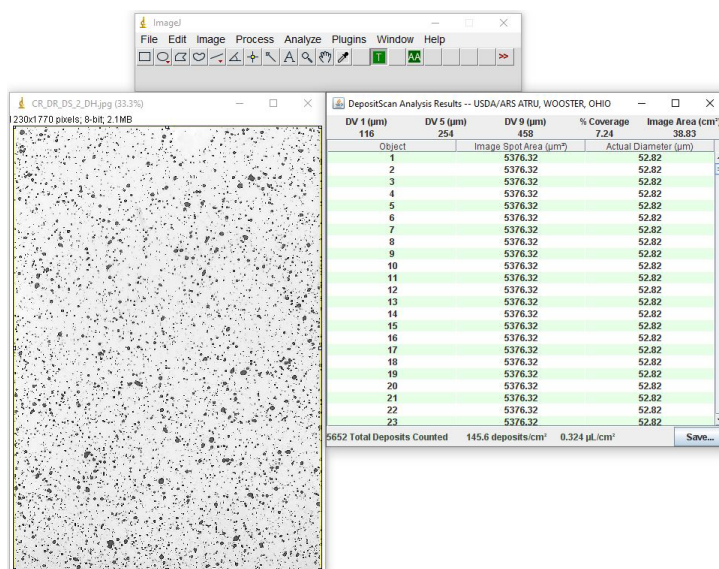 ImageJ
File Edit Image Process Analyze Plugins Window Help
A T AA >>
CR_DR_DS_2_DH.jpg (33.3%)
1230x1770 pixels; 8-bit; 2.1MB
DepositScan Analysis Results -- USDA/ARS ATRU, WOOSTER, OHIO
DV 1 (µm) DV 5 (µm) DV 9 (µm) % Coverage Image Area (cm²)
116 254 458 7.24 38.83
Object Image Spot Area (µm²) Actual Diameter (µm)
1 5376.32 52.82
2 5376.32 52.82
3 5376.32 52.82
4 5376.32 52.82
5 5376.32 52.82
6 5376.32 52.82
7 5376.32 52.82
8 5376.32 52.82
9 5376.32 52.82
10 5376.32 52.82
11 5376.32 52.82
12 5376.32 52.82
13 5376.32 52.82
14 5376.32 52.82
15 5376.32 52.82
16 5376.32 52.82
17 5376.32 52.82
18 5376.32 52.82
19 5376.32 52.82
20 5376.32 52.82
21 5376.32 52.82
22 5376.32 52.82
23 5376.32 52.82
5652 Total Deposits Counted 145.6 deposits/cm² 0.324 µL/cm² Save...